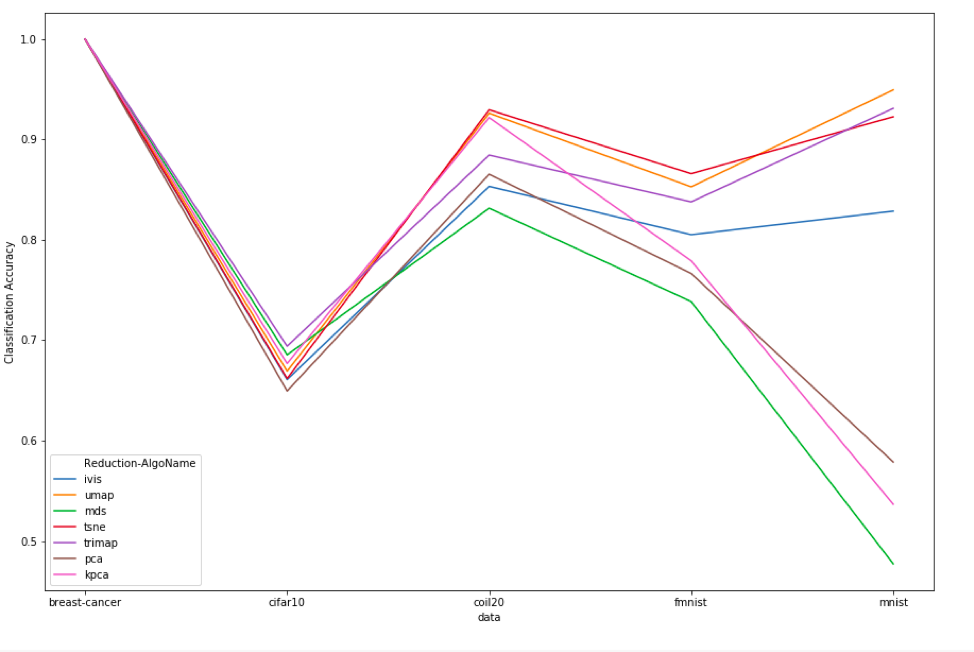 1.0
0.9
0.8
0.7
0.6
0.5
Classification Accuracy
Reduction-AlgoName
ivis
umap
mds
tsne
trimap
pca
kpca
breast-cancer cifar10 coil20 fmnist mnist
data